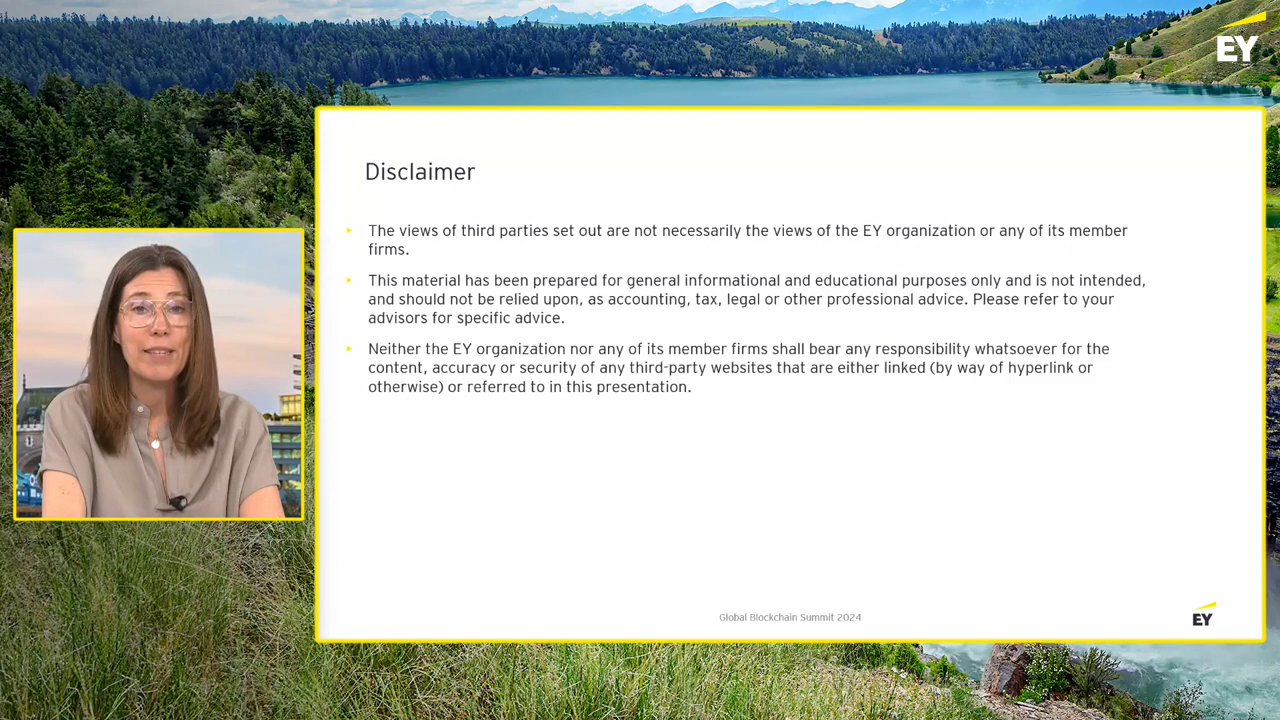 EY
Disclaimer
The views of third parties set out are not necessarily the views of the EY organization or any of its member
firms.
This material has been prepared for general informational and educational purposes only and is not intended,
and should not be relied upon, as accounting, tax, legal or other professional advice. Please refer to your
advisors for specific advice.
Neither the EY organization nor any of its member firms shall bear any responsibility whatsoever for the
content, accuracy or security of any third-party websites that are either linked (by way of hyperlink or
otherwise) or referred to in this presentation.
Global Blockchain Summit 2024
EY